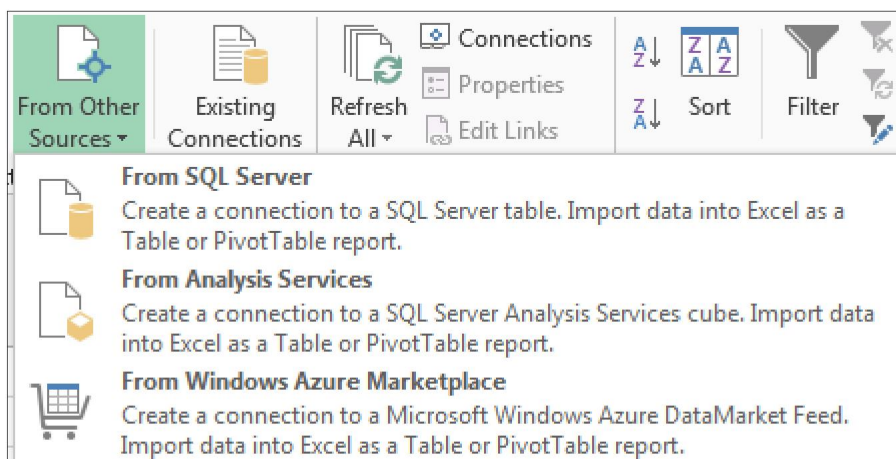 From Other
Sources
Existing
Connections
Refresh
All
Connections
Properties
Edit Links
A
Z
Z
A
Z A
A Z
Sort
Filter
From SQL Server
Create a connection to a SQL Server table. Import data into Excel as a
Table or PivotTable report.
From Analysis Services
Create a connection to a SQL Server Analysis Services cube. Import data
into Excel as a Table or PivotTable report.
From Windows Azure Marketplace
Create a connection to a Microsoft Windows Azure DataMarket Feed.
Import data into Excel as a Table or PivotTable report.